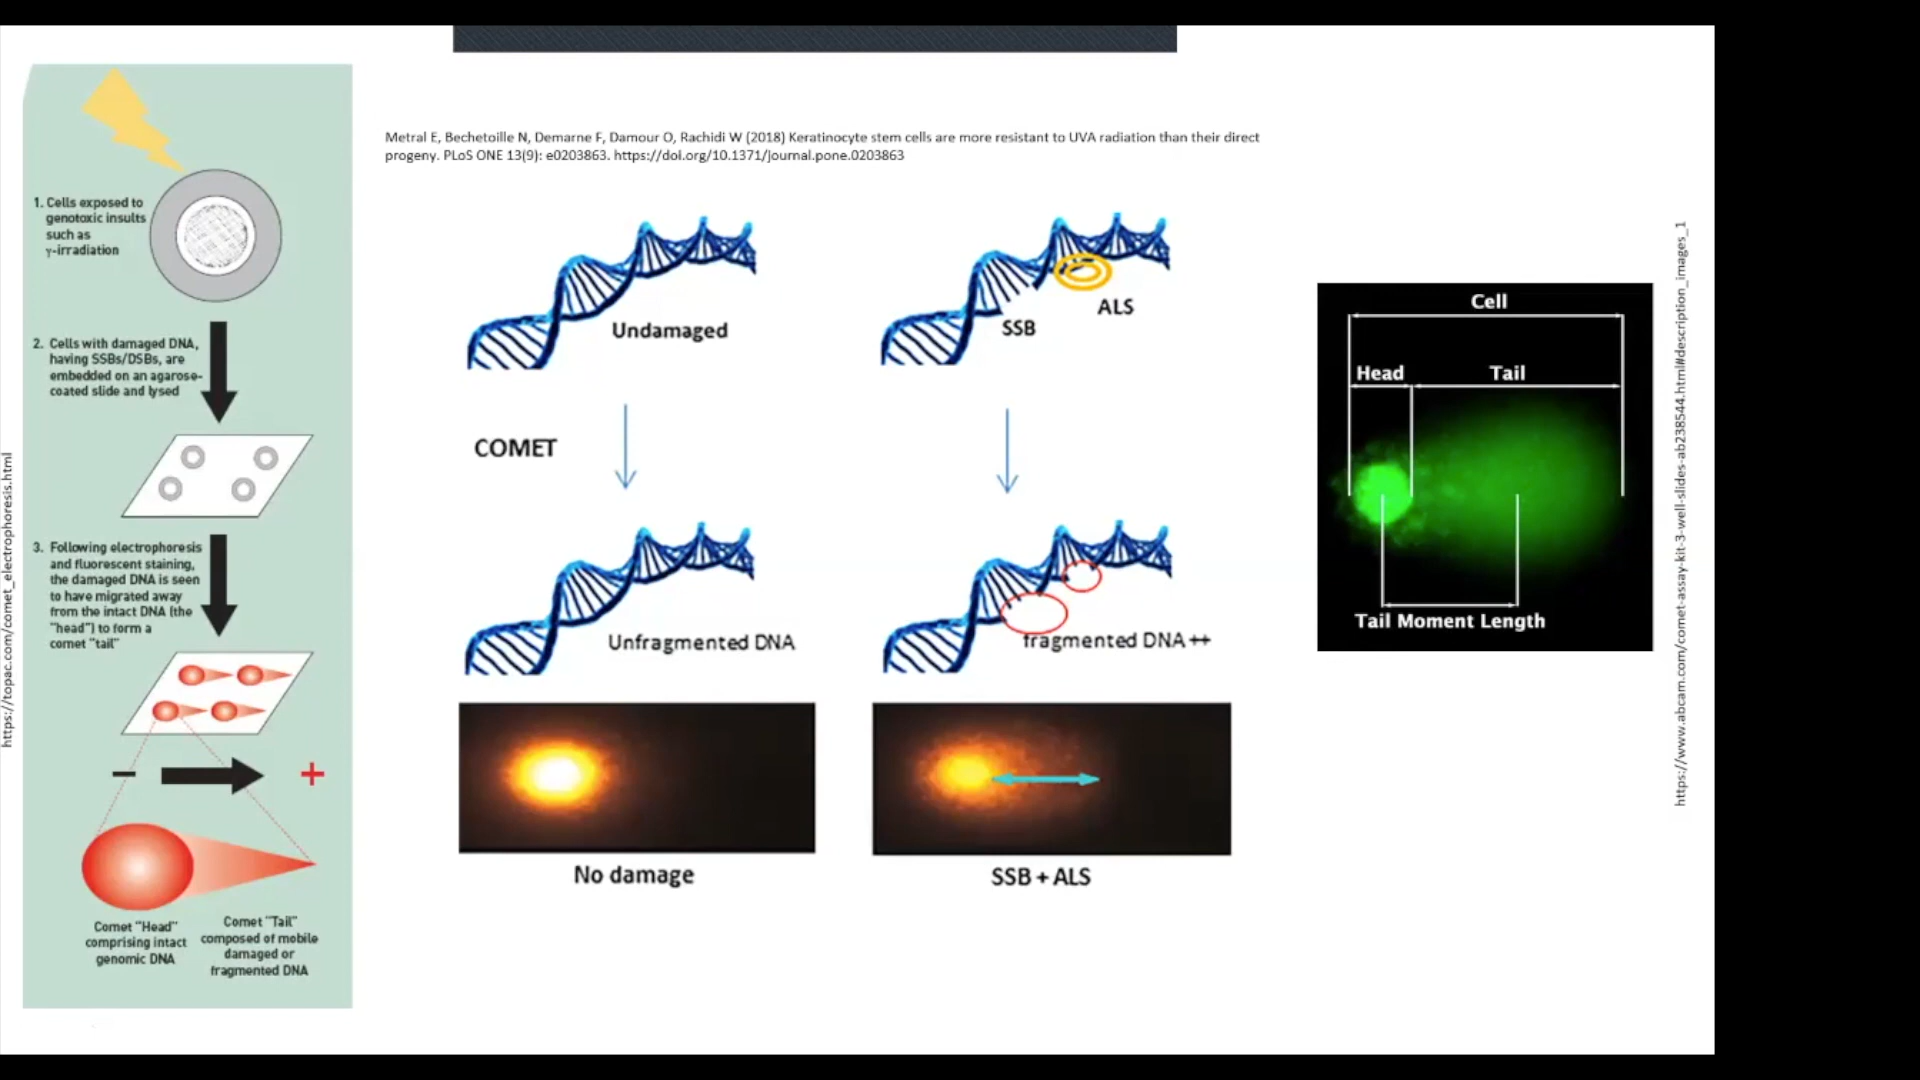 Metral E, Bechetoille N, Demarne F, Damour O, Rachidi W (2018) Keratinocyte stem cells are more resistant to UVA radiation than their direct
progeny. PLoS ONE 13(9): e0203863. https://doi.org/10.1371/journal.pone.0203863
https://topac.com/comet_electrophoresis.html
1. Cells exposed to
genotoxic insults
such as
γ-irradiation
2. Cells with damaged DNA,
having SSBs/DSBs, are
embedded on an agarose-
coated slide and lysed
3. Following electrophoresis
and fluorescent staining,
the damaged DNA is seen
to have migrated away
from the intact DNA (the
"head") to form a
comet "tail"
− +
Comet "Head"
comprising intact
genomic DNA
Comet "Tail"
composed of mobile
damaged or
fragmented DNA
Undamaged
SSB
ALS
COMET
Unfragmented DNA
fragmented DNA ++
No damage
SSB + ALS
Cell
Head
Tail
Tail Moment Length
https://www.abcam.com/comet-assay-kit-3-well-slides-ab238544.html#description_images_1